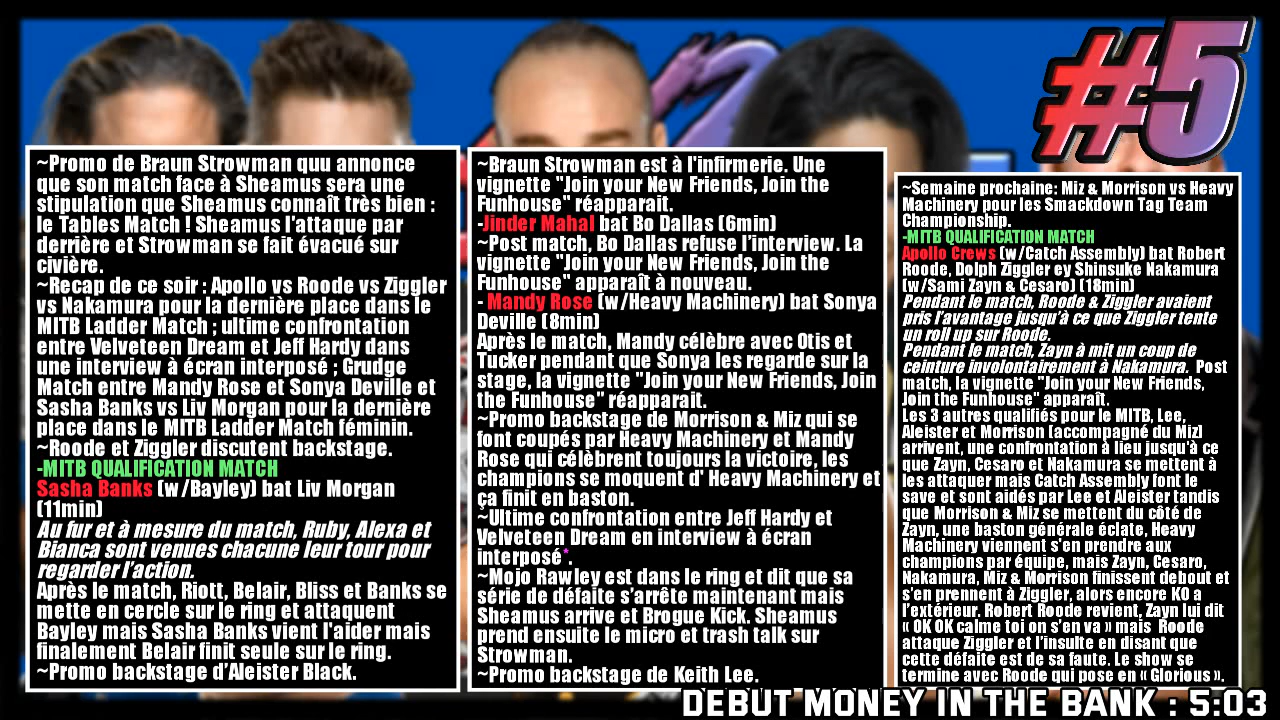 #5
~Promo de Braun Strowman quu annonce
que son match face à Sheamus sera une
stipulation que Sheamus connaît très bien :
le Tables Match ! Sheamus l'attaque par
derrière et Strowman se fait évacué sur
civière.
~Recap de ce soir : Apollo vs Roode vs Ziggler
vs Nakamura pour la dernière place dans le
MITB Ladder Match ; ultime confrontation
entre Velveteen Dream et Jeff Hardy dans
une interview à écran interposé ; Grudge
Match entre Mandy Rose et Sonya Deville et
Sasha Banks vs Liv Morgan pour la dernière
place dans le MITB Ladder Match féminin.
~Roode et Ziggler discutent backstage.
-MITB QUALIFICATION MATCH
Sasha Banks (w/Bayley) bat Liv Morgan
(11min)
Au fur et à mesure du match, Ruby, Alexa et
Bianca sont venues chacune leur tour pour
regarder l'action.
Après le match, Riott, Belair, Bliss et Banks se
mette en cercle sur le ring et attaquent
Bayley mais Sasha Banks vient l'aider mais
finalement Belair finit seule sur le ring.
~Promo backstage d'Aleister Black.
~Braun Strowman est à l'infirmerie. Une
vignette "Join your New Friends, Join the
Funhouse" réapparait.
-Jinder Mahal bat Bo Dallas (6min)
~Post match, Bo Dallas refuse l'interview. La
vignette "Join your New Friends, Join the
Funhouse" apparaît à nouveau.
- Mandy Rose (w/Heavy Machinery) bat Sonya
Deville (8min)
Après le match, Mandy célèbre avec Otis et
Tucker pendant que Sonya les regarde sur la
stage, la vignette "Join your New Friends, Join
the Funhouse" réapparait.
~Promo backstage de Morrison & Miz qui se
font coupés par Heavy Machinery et Mandy
Rose qui célèbrent toujours la victoire, les
champions se moquent d' Heavy Machinery et
ça finit en baston.
~Ultime confrontation entre Jeff Hardy et
Velveteen Dream en interview à écran
interposé*.
~Mojo Rawley est dans le ring et dit que sa
série de défaite s'arrête maintenant mais
Sheamus arrive et Brogue Kick. Sheamus
prend ensuite le micro et trash talk sur
Strowman.
~Promo backstage de Keith Lee.
~Semaine prochaine: Miz & Morrison vs Heavy
Machinery pour les Smackdown Tag Team
Championship.
-MITB QUALIFICATION MATCH
Apollo Crews (w/Catch Assembly) bat Robert
Roode, Dolph Ziggler ey Shinsuke Nakamura
(w/Sami Zayn & Cesaro) (18min)
Pendant le match, Roode & Ziggler avaient
pris l'avantage jusqu'à ce que Ziggler tente
un roll up sur Roode.
Pendant le match, Zayn à mit un coup de
ceinture involontairement à Nakamura. Post
match, la vignette "Join your New Friends,
Join the Funhouse" apparaît.
Les 3 autres qualifiés pour le MITB, Lee,
Aleister et Morrison (accompagné du Miz)
arrivent, une confrontation à lieu jusqu'à ce
que Zayn, Cesaro et Nakamura se mettent à
les attaquer mais Catch Assembly font le
save et sont aidés par Lee et Aleister tandis
que Morrison & Miz se mettent du côté de
Zayn, une baston générale éclate, Heavy
Machinery viennent s'en prendre aux
champions par équipe, mais Zayn, Cesaro,
Nakamura, Miz & Morrison finissent debout et
s'en prennent à Ziggler, alors encore KO a
l'extérieur. Robert Roode revient, Zayn lui dit
« OK OK calme toi on s'en va » mais Roode
attaque Ziggler et l'insulte en disant que
cette défaite est de sa faute. Le show se
termine avec Roode qui pose en « Glorious ».
DEBUT MONEY IN THE BANK : 5:03